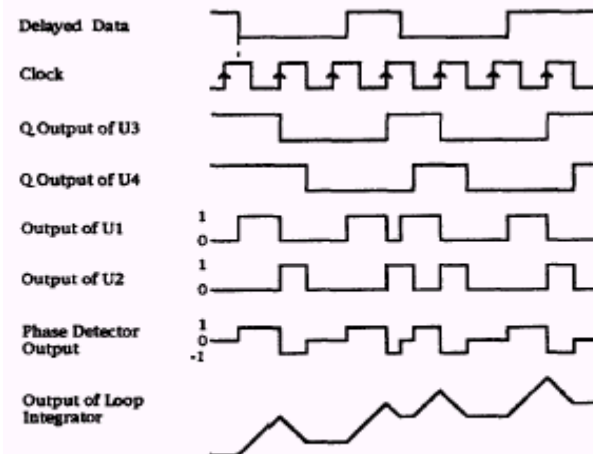 Delayed Data
Clock
Q Output of U3
Q Output of U4
Output of U1
1
0
Output of U2
1
0
Phase Detector
Output
1
0
-1
Output of Loop
Integrator